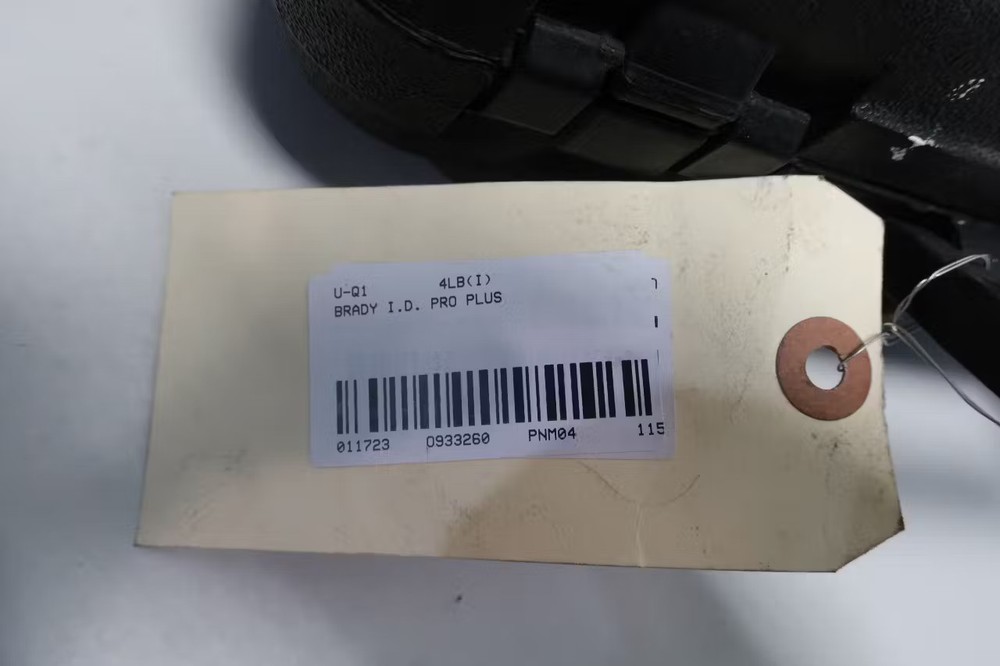 U-Q1 4LB(I)
BRADY I.D. PRO PLUS
011723 0933260 PNM04 115